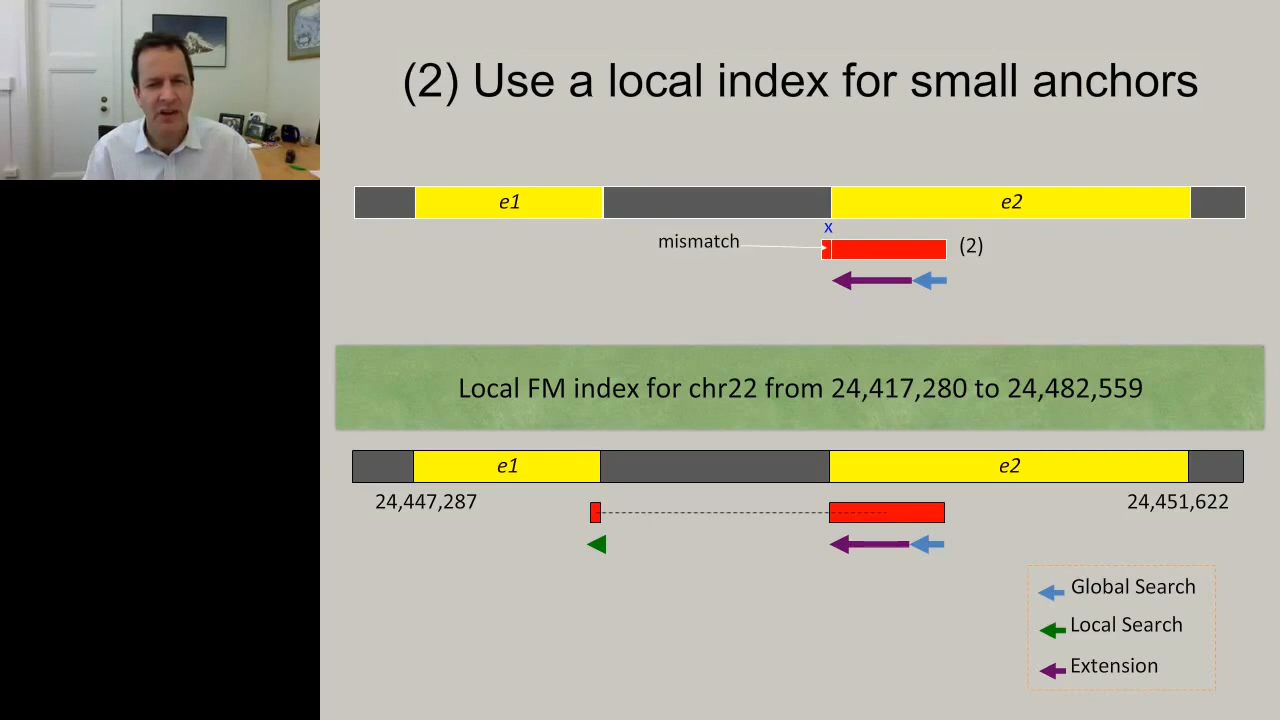 (2) Use a local index for small anchors
e1
e2
x
mismatch
(2)
Local FM index for chr22 from 24,417,280 to 24,482,559
e1
e2
24,447,287
24,451,622
Global Search
Local Search
Extension